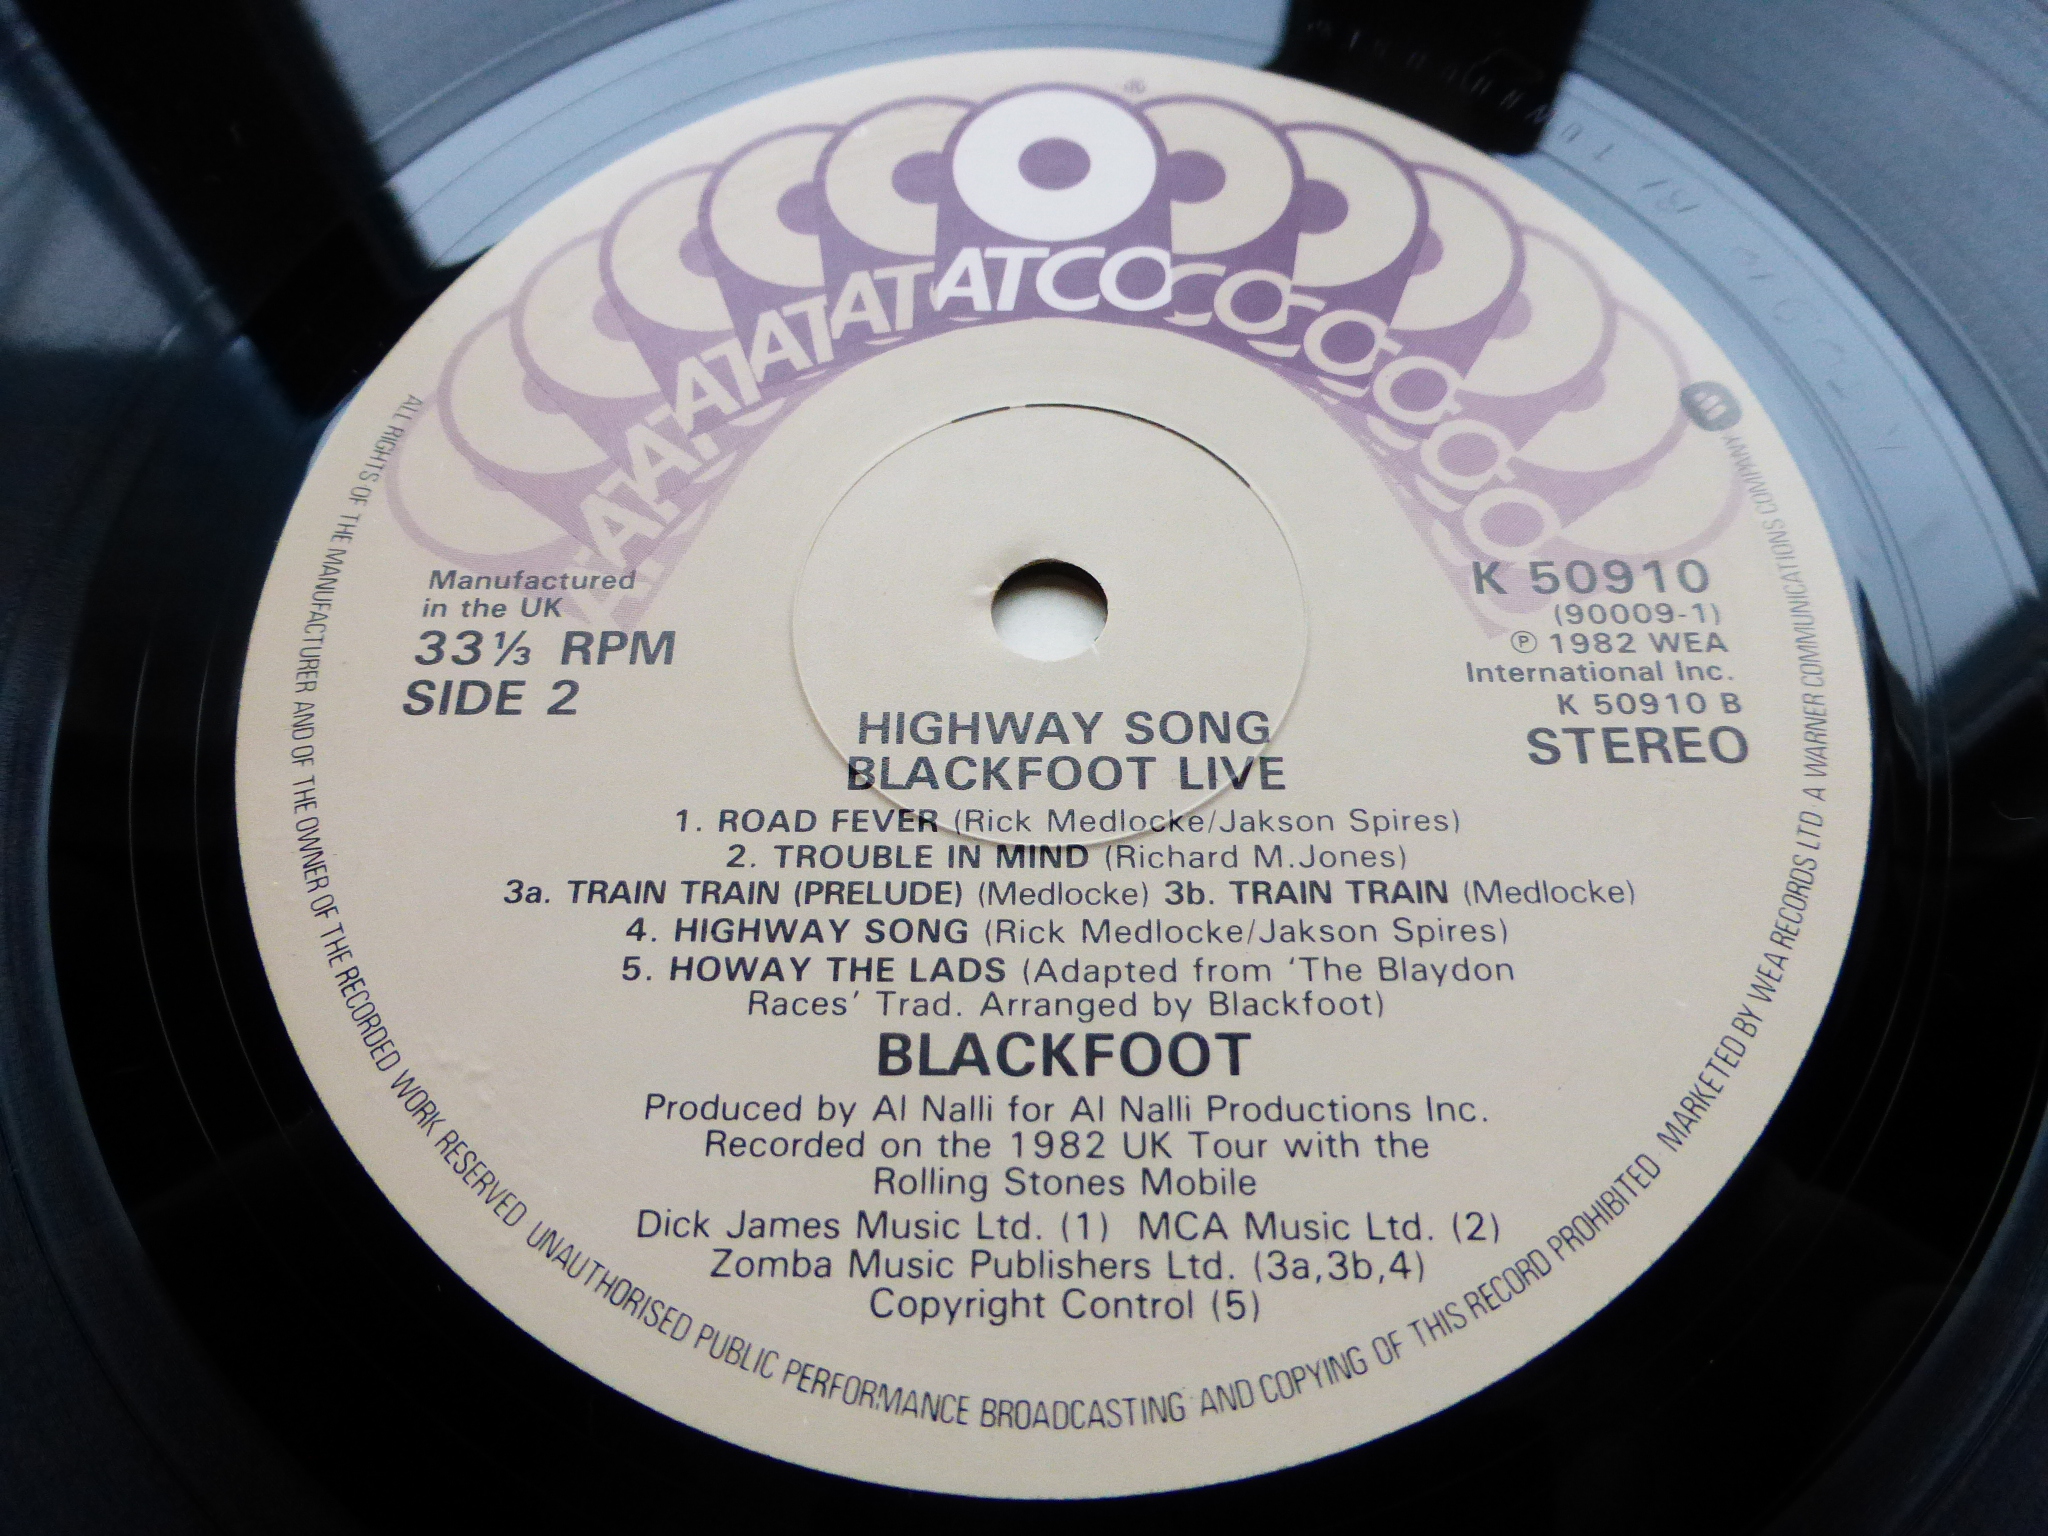 ATCO
Manufactured
in the UK
33⅓ RPM
SIDE 2
K 50910
(90009-1)
℗ 1982 WEA
International Inc.
K 50910 B
STEREO
HIGHWAY SONG
BLACKFOOT LIVE
1. ROAD FEVER (Rick Medlocke/Jakson Spires)
2. TROUBLE IN MIND (Richard M.Jones)
3a. TRAIN TRAIN (PRELUDE) (Medlocke) 3b. TRAIN TRAIN (Medlocke)
4. HIGHWAY SONG (Rick Medlocke/Jakson Spires)
5. HOWAY THE LADS (Adapted from ‘The Blaydon
Races’ Trad. Arranged by Blackfoot)
BLACKFOOT
Produced by Al Nalli for Al Nalli Productions Inc.
Recorded on the 1982 UK Tour with the
Rolling Stones Mobile
Dick James Music Ltd. (1) MCA Music Ltd. (2)
Zomba Music Publishers Ltd. (3a,3b,4)
Copyright Control (5)
ALL RIGHTS OF THE MANUFACTURER AND OF THE OWNER OF THE RECORDED WORK RESERVED UNAUTHORISED PUBLIC PERFORMANCE BROADCASTING AND COPYING OF THIS RECORD PROHIBITED · MARKETED BY WEA RECORDS LTD · A WARNER COMMUNICATIONS COMPANY